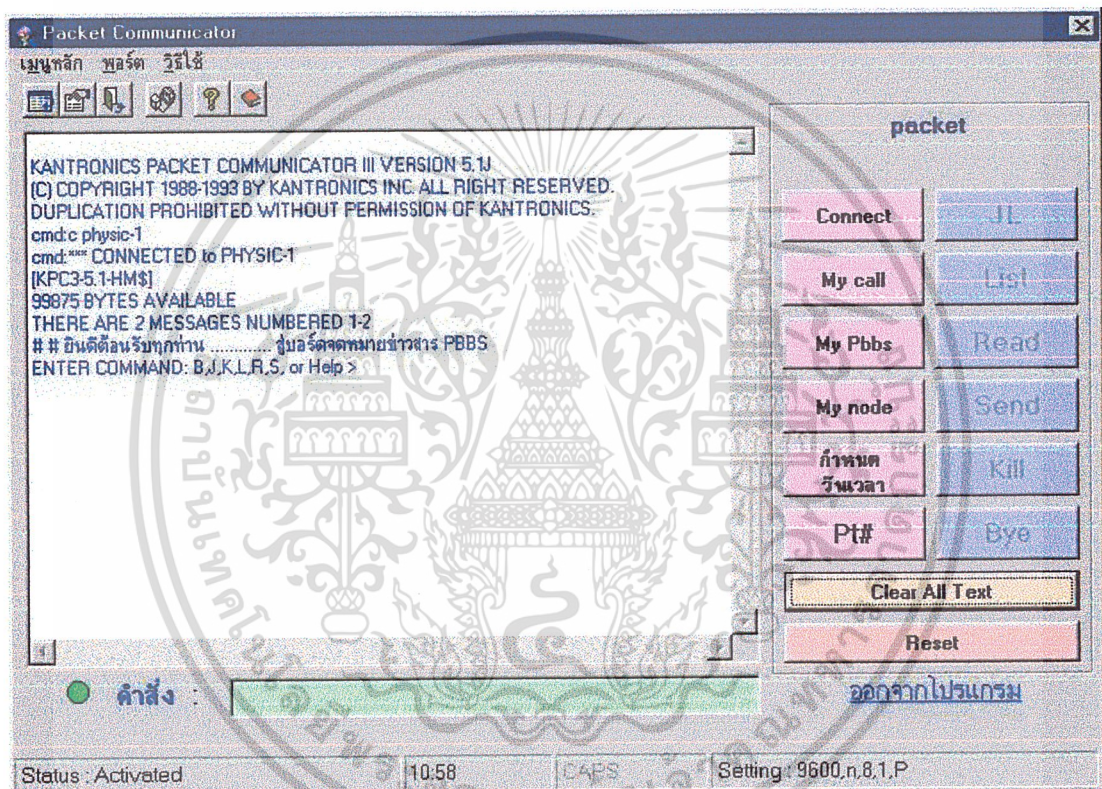 Packet Communicator
เมนูหลัก พอร์ต วิธีใช้
KANTRONICS PACKET COMMUNICATOR III VERSION 5.1J
(C) COPYRIGHT 1988-1993 BY KANTRONICS INC. ALL RIGHT RESERVED.
DUPLICATION PROHIBITED WITHOUT PERMISSION OF KANTRONICS.
cmd:c physic-1
cmd:*** CONNECTED to PHYSIC-1
[KPC3-5.1-HM$]
99875 BYTES AVAILABLE
THERE ARE 2 MESSAGES NUMBERED 1-2
# # ยินดีต้อนรับทุกท่าน ............ สู่บอร์ดจดหมายข่าวสาร PBBS
ENTER COMMAND: B,J,K,L,R,S, or Help >
packet
Connect JL
My call List
My Pbbs Read
My node Send
กำหนด
วันเวลา
Kill
Pt# Bye
Clear All Text
Reset
คำสั่ง :
ออกจากโปรแกรม
Status : Activated 10:58 CAPS Setting : 9600,n,8,1,P